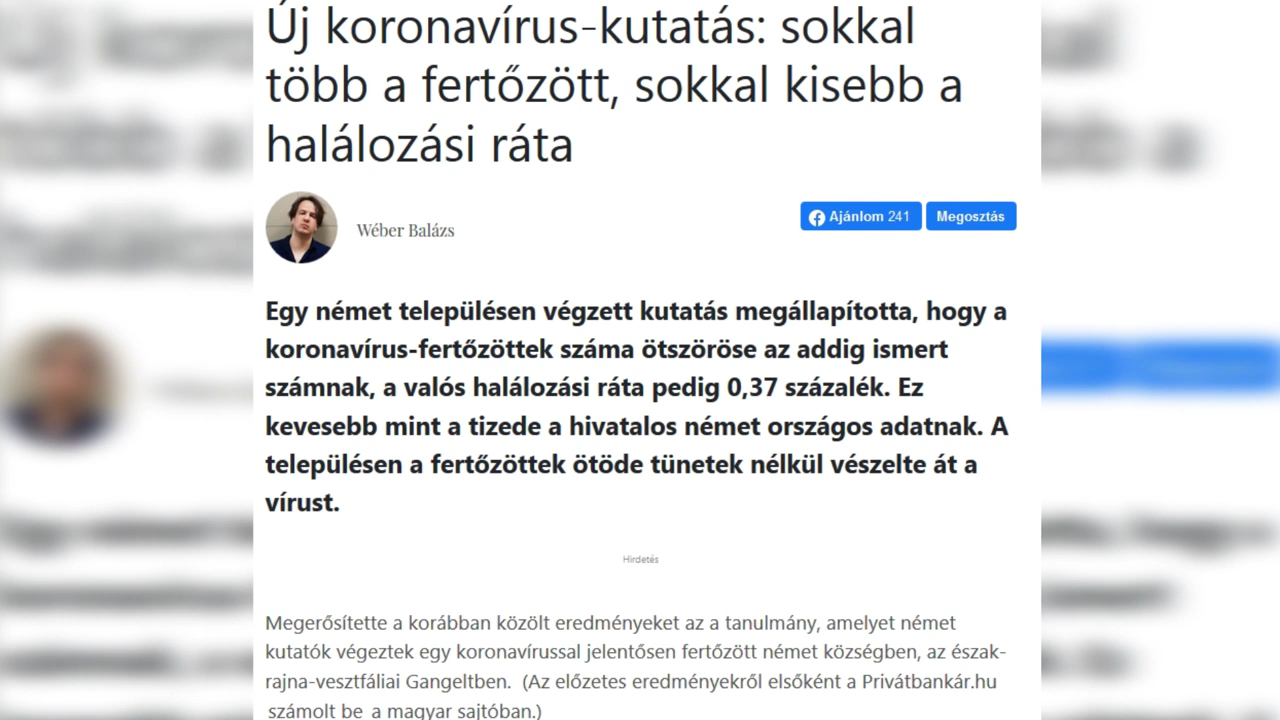 Új koronavírus-kutatás: sokkal
több a fertőzött, sokkal kisebb a
halálozási ráta
Wéber Balázs
Ajánlom 241
Megosztás
Egy német településen végzett kutatás megállapította, hogy a
koronavírus-fertőzöttek száma ötszöröse az addig ismert
számnak, a valós halálozási ráta pedig 0,37 százalék. Ez
kevesebb mint a tizede a hivatalos német országos adatnak. A
településen a fertőzöttek ötöde tünetek nélkül vészelte át a
vírust.
Hirdetés
Megerősítette a korábban közölt eredményeket az a tanulmány, amelyet német
kutatók végeztek egy koronavírussal jelentősen fertőzött német községben, az észak-
rajna-vesztfáliai Gangeltben. (Az előzetes eredményekről elsőként a Privátbankár.hu
számolt be a magyar sajtóban.)